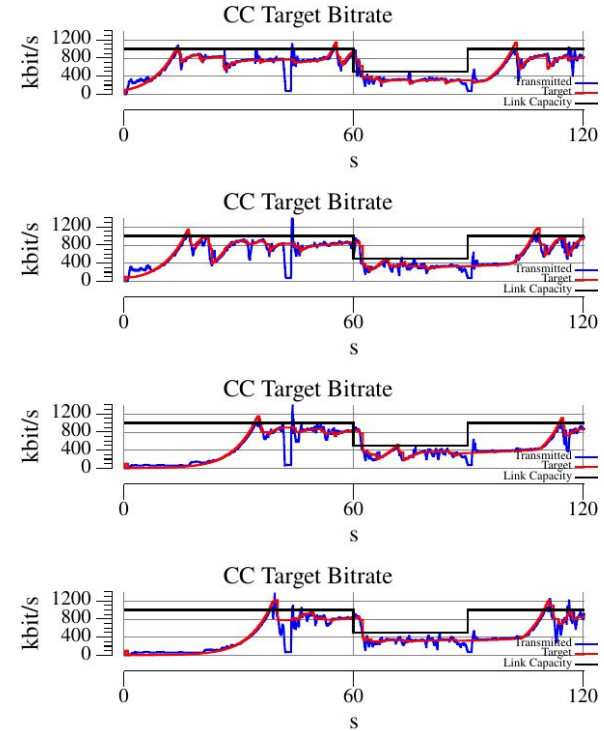 CC Target Bitrate
kbit/s
1200
800
400
0
Transmitted
Target
Link Capacity
0 60 120
s
CC Target Bitrate
kbit/s
1200
800
400
0
Transmitted
Target
Link Capacity
0 60 120
s
CC Target Bitrate
kbit/s
1200
800
400
0
Transmitted
Target
Link Capacity
0 60 120
s
CC Target Bitrate
kbit/s
1200
800
400
0
Transmitted
Target
Link Capacity
0 60 120
s